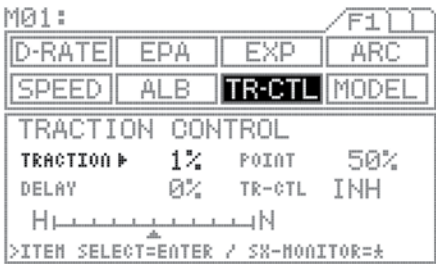 M01: F1
D-RATE EPA EXP ARC
SPEED ALB TR-CTL MODEL
TRACTION CONTROL
TRACTION 1% POINT 50%
DELAY 0% TR-CTL INH
H N
>ITEM SELECT=ENTER / SX-MONITOR=